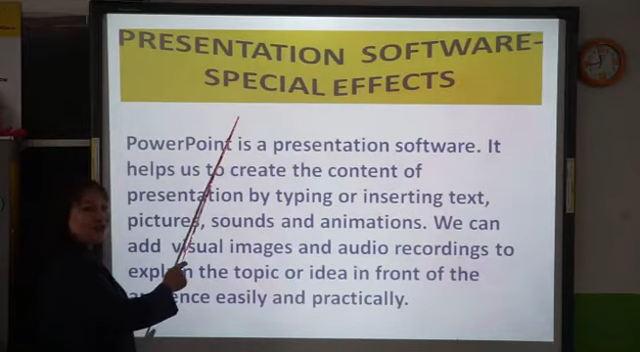 PRESENTATION SOFTWARE-
SPECIAL EFFECTS
PowerPoint is a presentation software. It
helps us to create the content of
presentation by typing or inserting text,
pictures, sounds and animations. We can
add visual images and audio recordings to
explain the topic or idea in front of the
audience easily and practically.